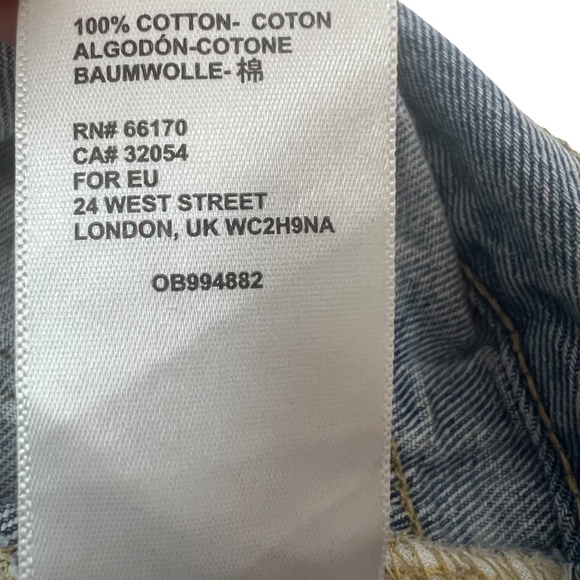 100% COTTON- COTON
ALGODÓN-COTONE
BAUMWOLLE-棉
RN# 66170
CA# 32054
FOR EU
24 WEST STREET
LONDON, UK WC2H9NA
OB994882